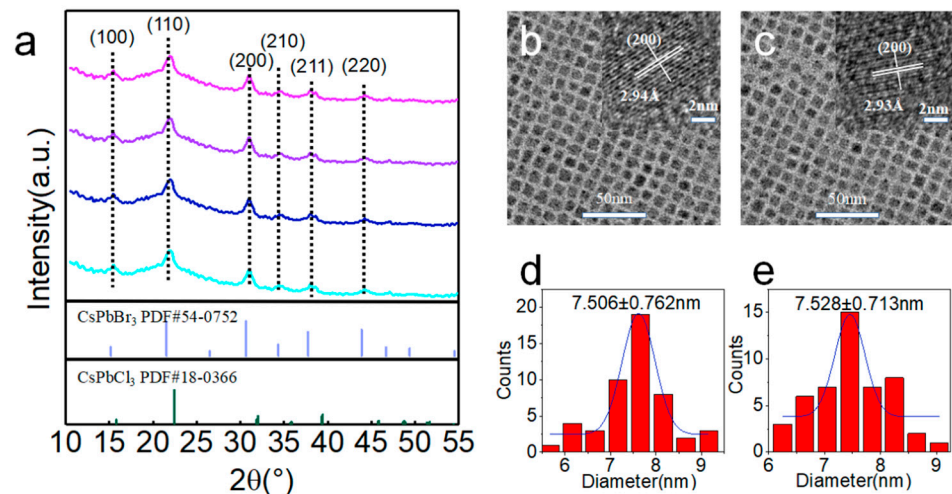 a
(100)
(110)
(200)
(210)
(211)
(220)
Intensity(a.u.)
CsPbBr₃ PDF#54-0752
CsPbCl₃ PDF#18-0366
10 15 20 25 30 35 40 45 50 55
2θ(°)
b
(200)
2.94Å
2nm
50nm
c
(200)
2.93Å
2nm
50nm
d
7.506±0.762nm
Counts
20
15
10
5
0
6 7 8 9
Diameter(nm)
e
7.528±0.713nm
Counts
15
10
5
0
6 7 8 9
Diameter(nm)